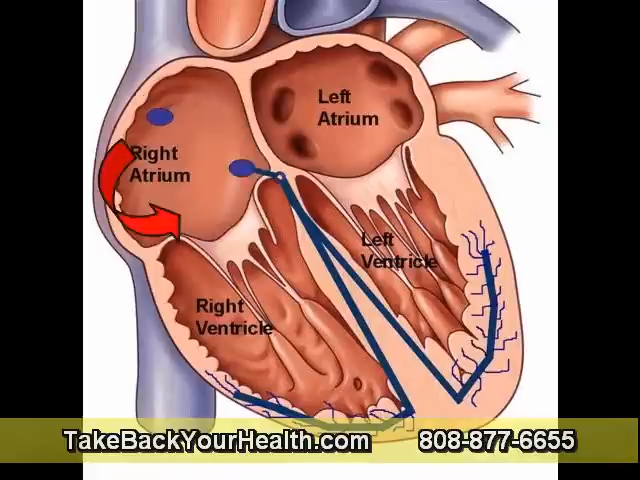 Left
Atrium
Right
Atrium
Left
Ventricle
Right
Ventricle
TakeBackYourHealth.com 808-877-6655